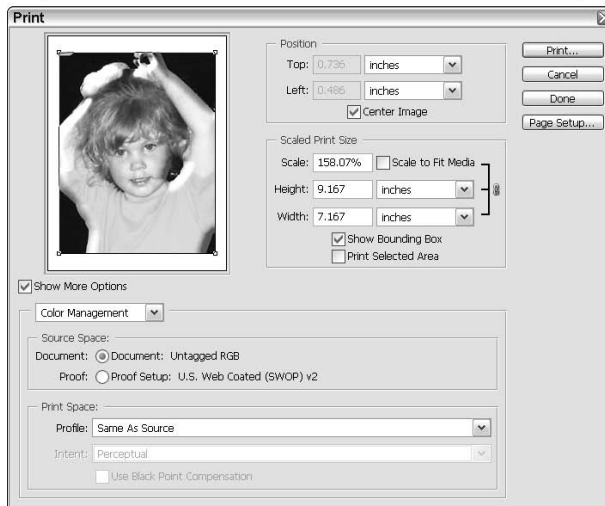 Print
Position
Top: 0.736 inches
Left: 0.486 inches
Center Image
Print...
Cancel
Done
Page Setup...
Scaled Print Size
Scale: 158.07% Scale to Fit Media
Height: 9.167 inches
Width: 7.167 inches
Show Bounding Box
Print Selected Area
Show More Options
Color Management
Source Space:
Document: Document: Untagged RGB
Proof: Proof Setup: U.S. Web Coated (SWOP) v2
Print Space:
Profile: Same As Source
Intent: Perceptual
Use Black Point Compensation